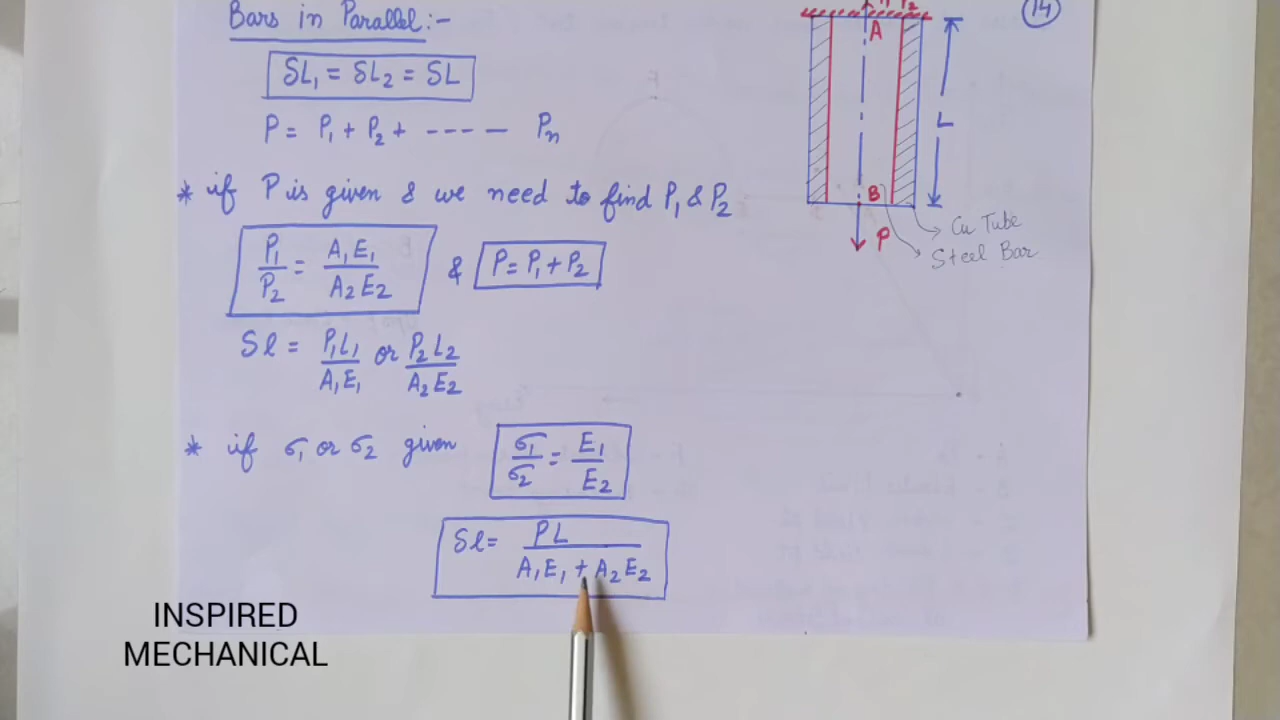 Bars in Parallel:-
δL₁ = δL₂ = δL
P = P₁ + P₂ + ----- Pn
* if P is given & we need to find P₁ & P₂
P₁/P₂ = A₁E₁/A₂E₂ & P = P₁ + P₂
δl = P₁L₁/A₁E₁ or P₂L₂/A₂E₂
* if σ₁ or σ₂ given σ₁/σ₂ = E₁/E₂
δl = PL/A₁E₁ + A₂E₂
14
A
L
B
P
Cu Tube
Steel Bar
INSPIRED
MECHANICAL